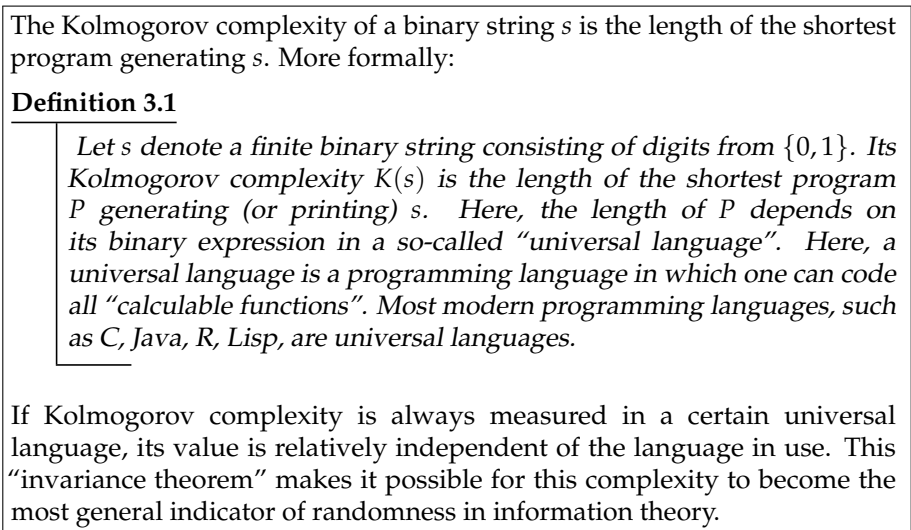 The Kolmogorov complexity of a binary string s is the length of the shortest
program generating s. More formally:
Definition 3.1
Let s denote a finite binary string consisting of digits from {0, 1}. Its
Kolmogorov complexity K(s) is the length of the shortest program
P generating (or printing) s. Here, the length of P depends on
its binary expression in a so-called “universal language”. Here, a
universal language is a programming language in which one can code
all “calculable functions”. Most modern programming languages, such
as C, Java, R, Lisp, are universal languages.
If Kolmogorov complexity is always measured in a certain universal
language, its value is relatively independent of the language in use. This
“invariance theorem” makes it possible for this complexity to become the
most general indicator of randomness in information theory.